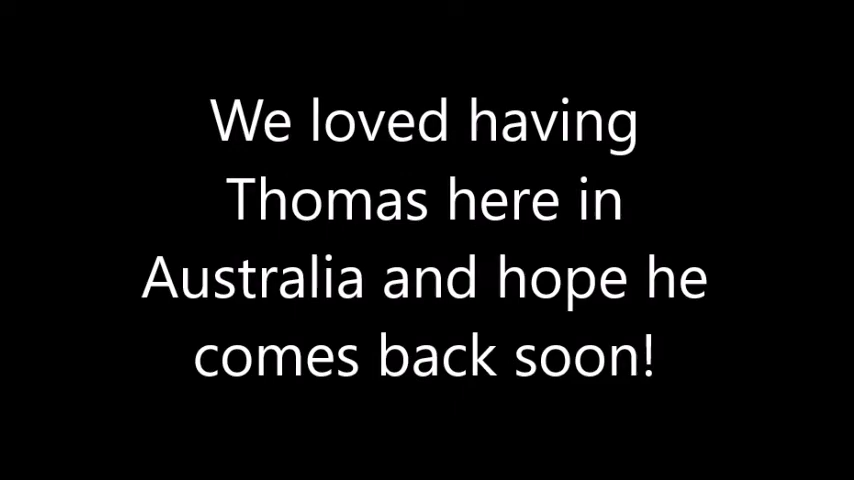 We loved having
Thomas here in
Australia and hope he
comes back soon!